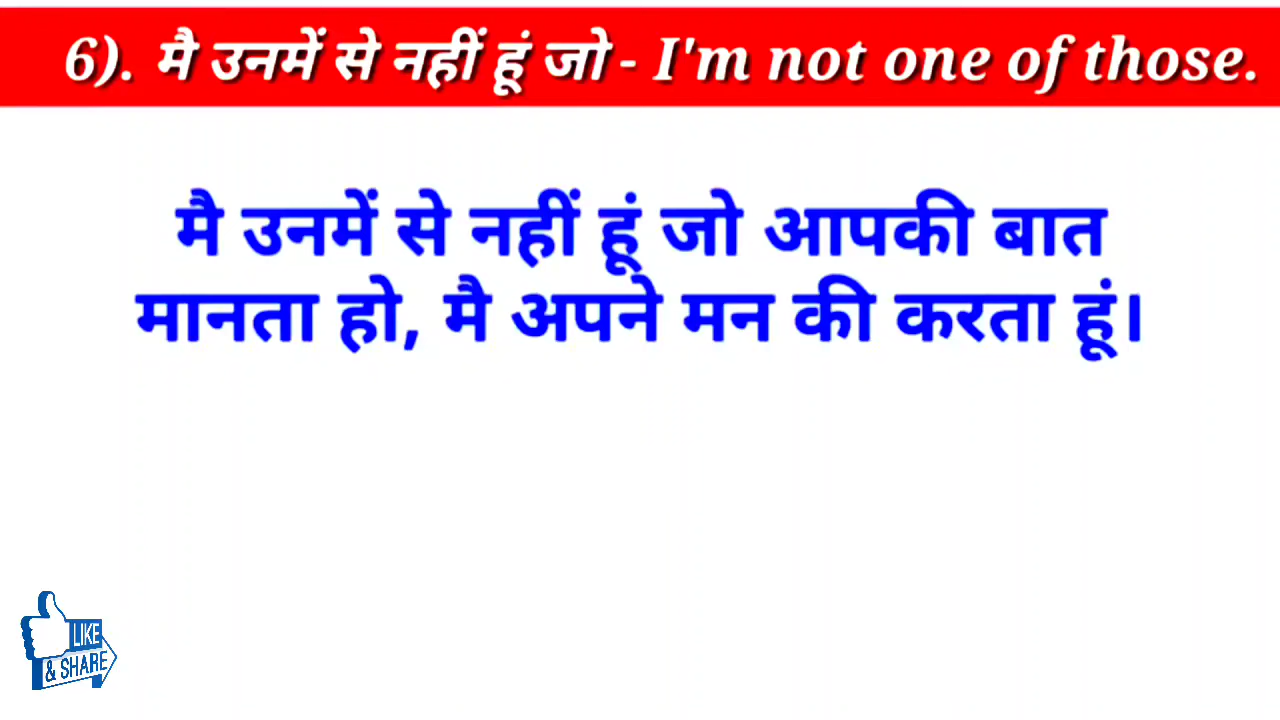 6). मै उनमें से नहीं हूं जो - I'm not one of those.
मै उनमें से नहीं हूं जो आपकी बात
मानता हो, मै अपने मन की करता हूं।
LIKE
& SHARE